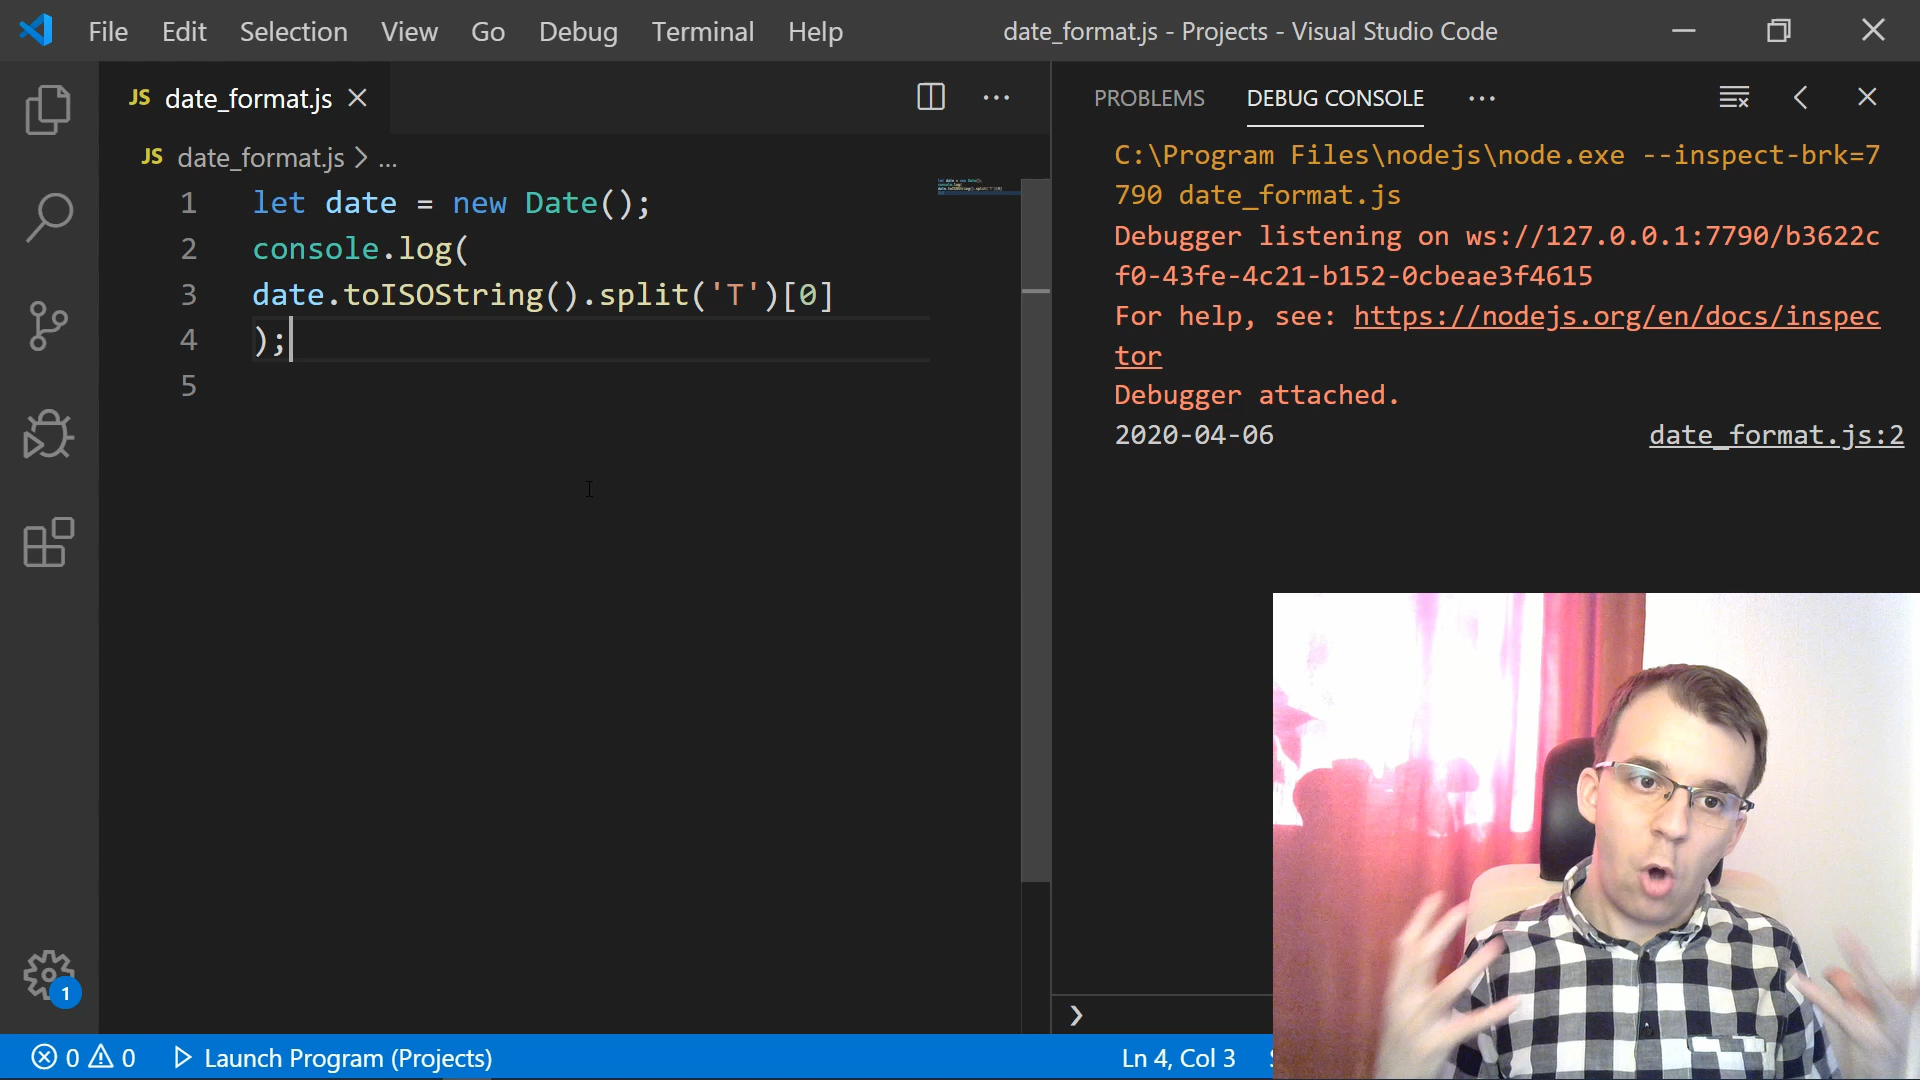 File Edit Selection View Go Debug Terminal Help
date_format.js - Projects - Visual Studio Code
JS date_format.js
JS date_format.js > ...
1 let date = new Date();
2 console.log(
3 date.toISOString().split('T')[0]
4 );
5
PROBLEMS DEBUG CONSOLE ...
C:\Program Files\nodejs\node.exe --inspect-brk=7
790 date_format.js
Debugger listening on ws://127.0.0.1:7790/b3622c
f0-43fe-4c21-b152-0cbeae3f4615
For help, see: https://nodejs.org/en/docs/inspec
tor
Debugger attached.
2020-04-06 date_format.js:2
1
0 0 Launch Program (Projects)
Ln 4, Col 3